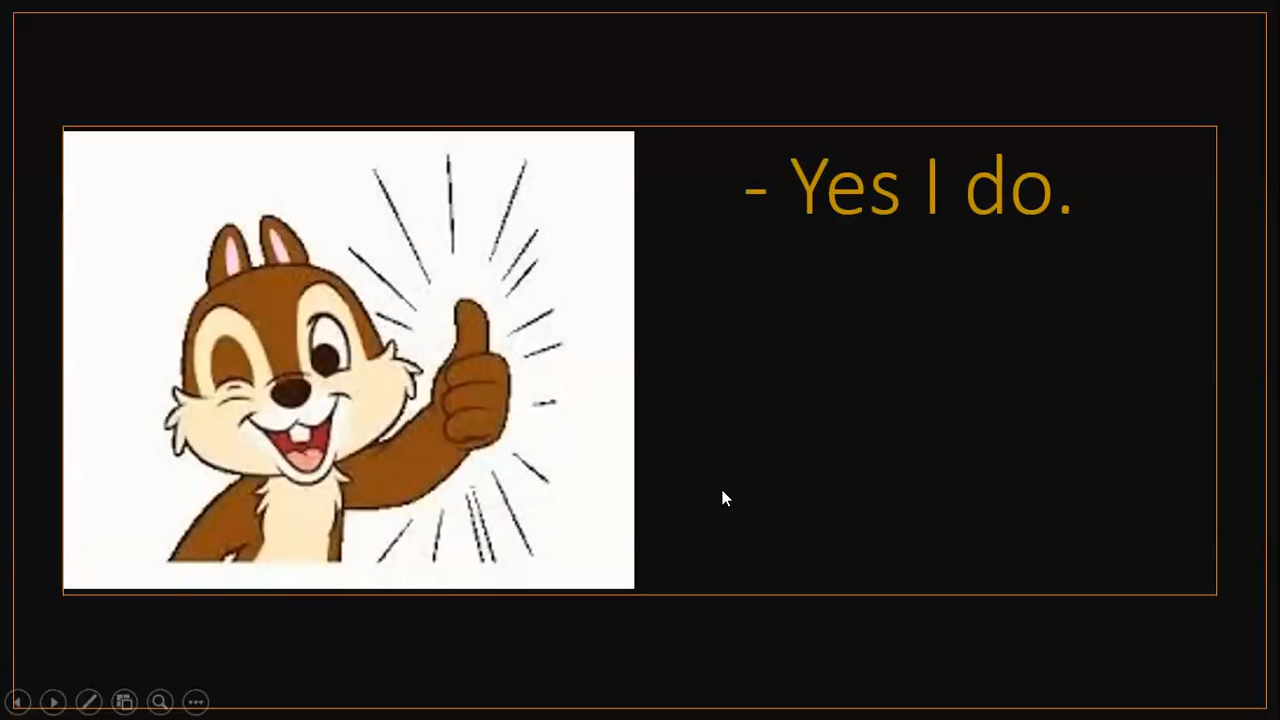 - Yes I do.